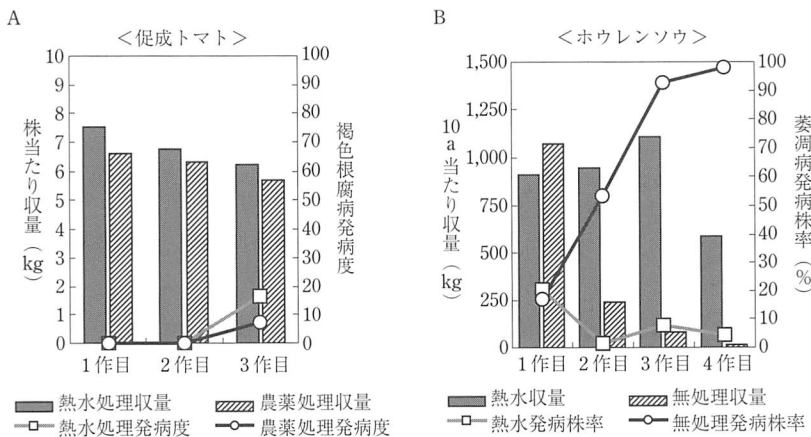 A
<促成トマト>
株当たり収量(kg)
10
9
8
7
6
5
4
3
2
1
0
100
90
80
70
60
50
40
30
20
10
0
褐色根腐病発病度
1作目 2作目 3作目
熱水処理収量 農薬処理収量
熱水処理発病度 農薬処理発病度
B
<ホウレンソウ>
10a当たり収量(kg)
1,500
1,250
1,000
750
500
250
0
100
90
80
70
60
50
40
30
20
10
0
萎凋病発病株率(%)
1作目 2作目 3作目 4作目
熱水収量 無処理収量
熱水発病株率 無処理発病株率